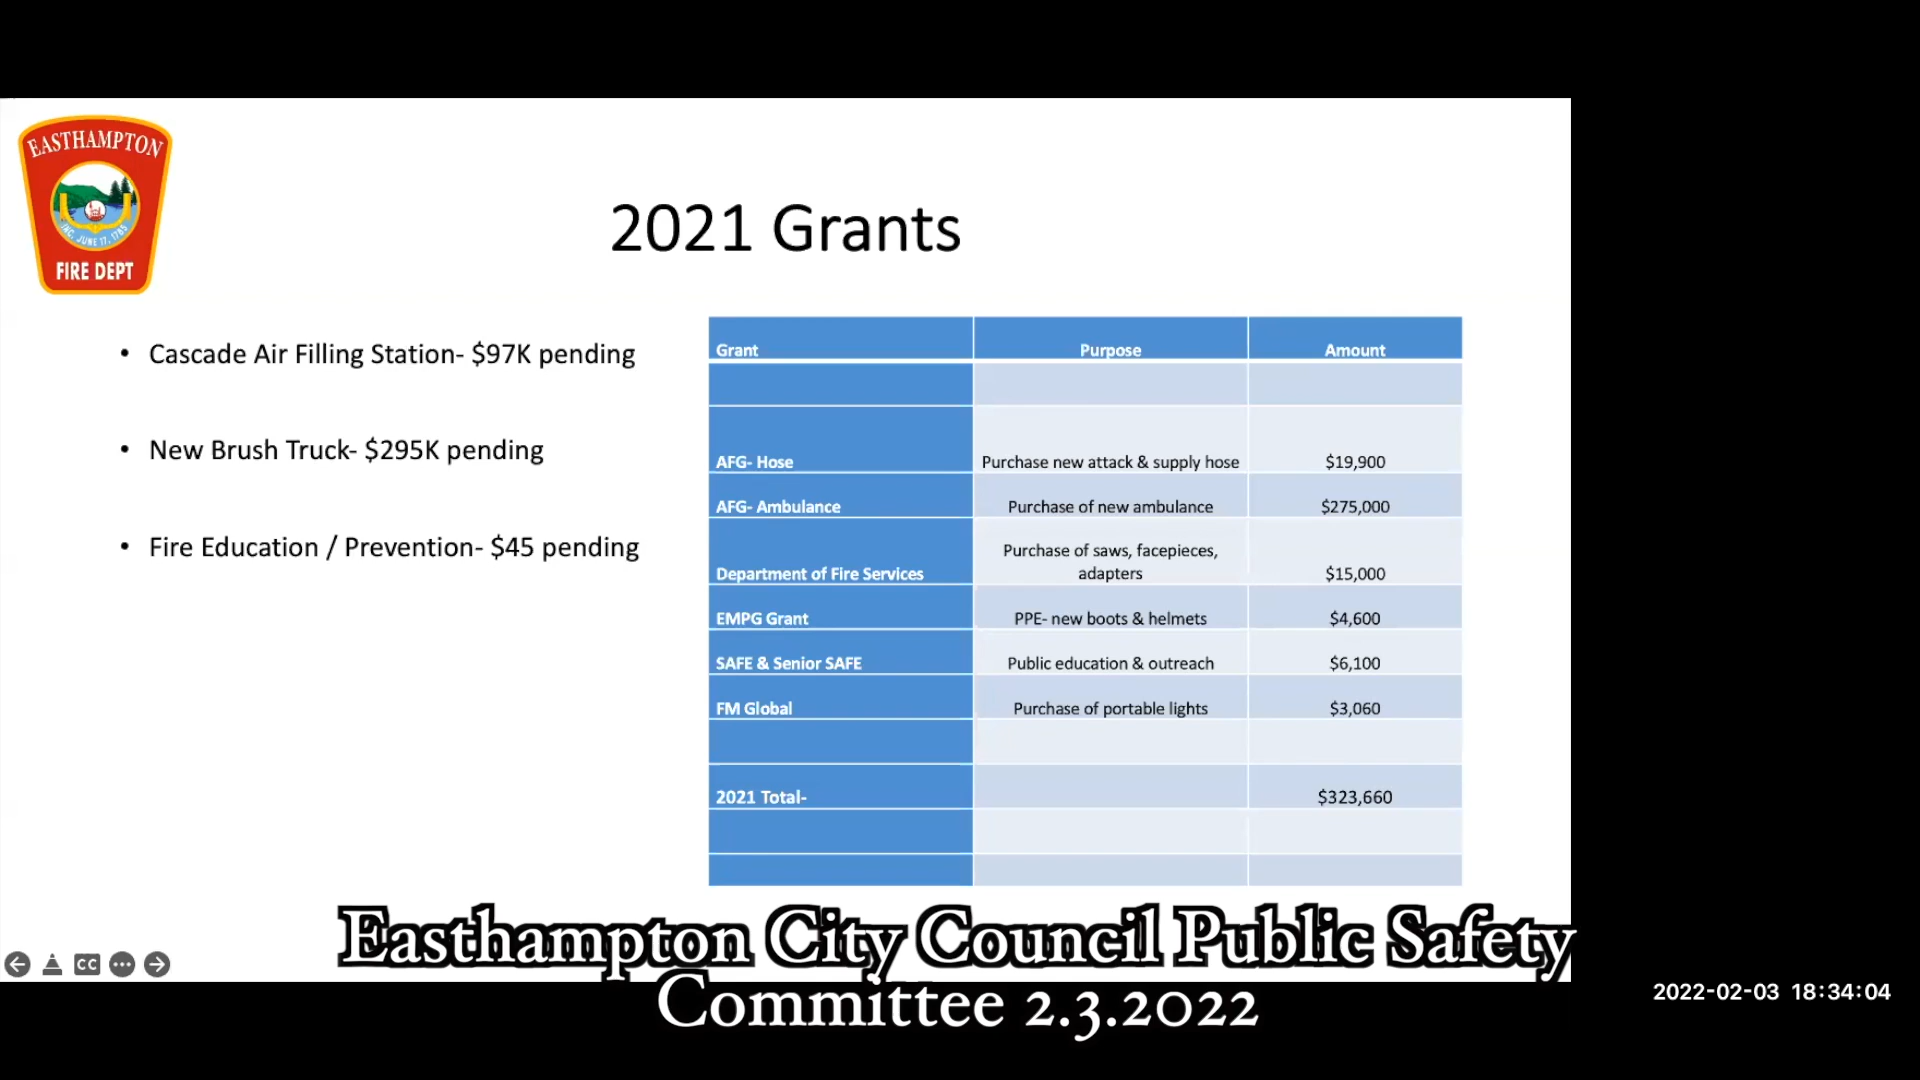 EASTHAMPTON
INC. JUNE 17, 1785
FIRE DEPT
2021 Grants
• Cascade Air Filling Station- $97K pending
• New Brush Truck- $295K pending
• Fire Education / Prevention- $45 pending
Grant Purpose Amount
AFG- Hose Purchase new attack & supply hose $19,900
AFG- Ambulance Purchase of new ambulance $275,000
Department of Fire Services Purchase of saws, facepieces, adapters $15,000
EMPG Grant PPE- new boots & helmets $4,600
SAFE & Senior SAFE Public education & outreach $6,100
FM Global Purchase of portable lights $3,060
2021 Total- $323,660
CC
Easthampton City Council Public Safety
Committee 2.3.2022
2022-02-03 18:34:04